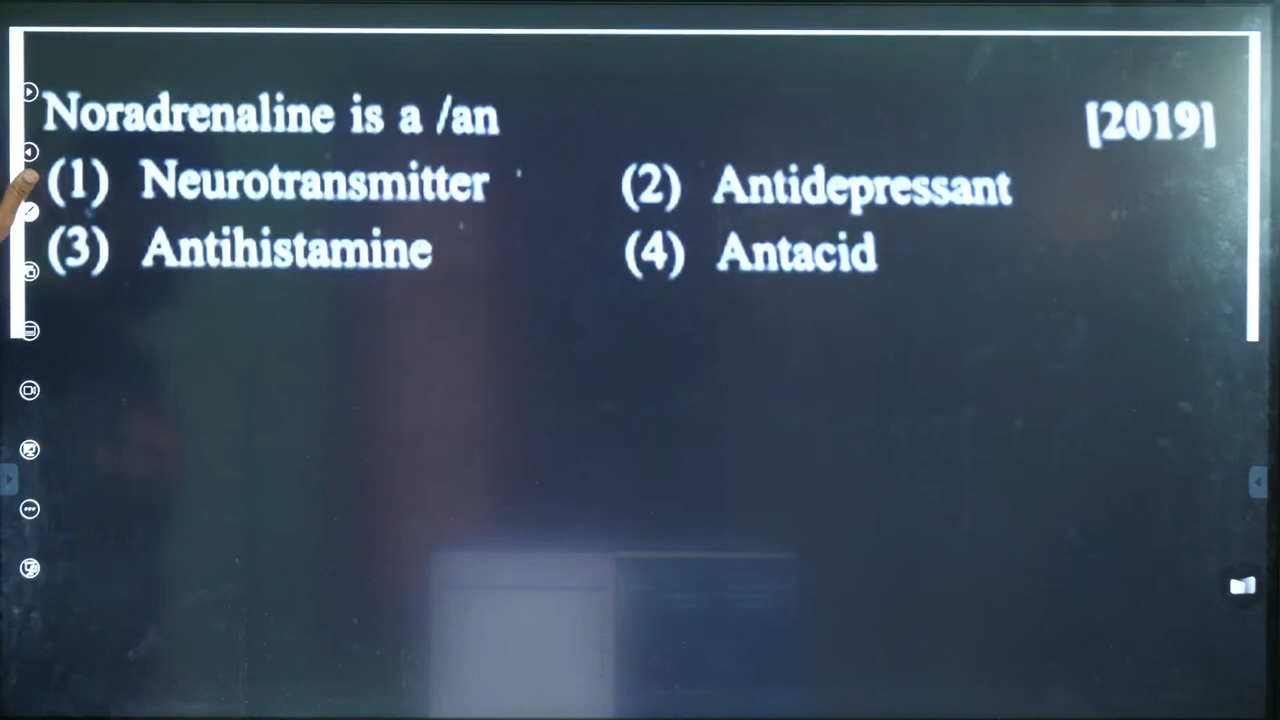 Noradrenaline is a /an [2019]
(1) Neurotransmitter (2) Antidepressant
(3) Antihistamine (4) Antacid